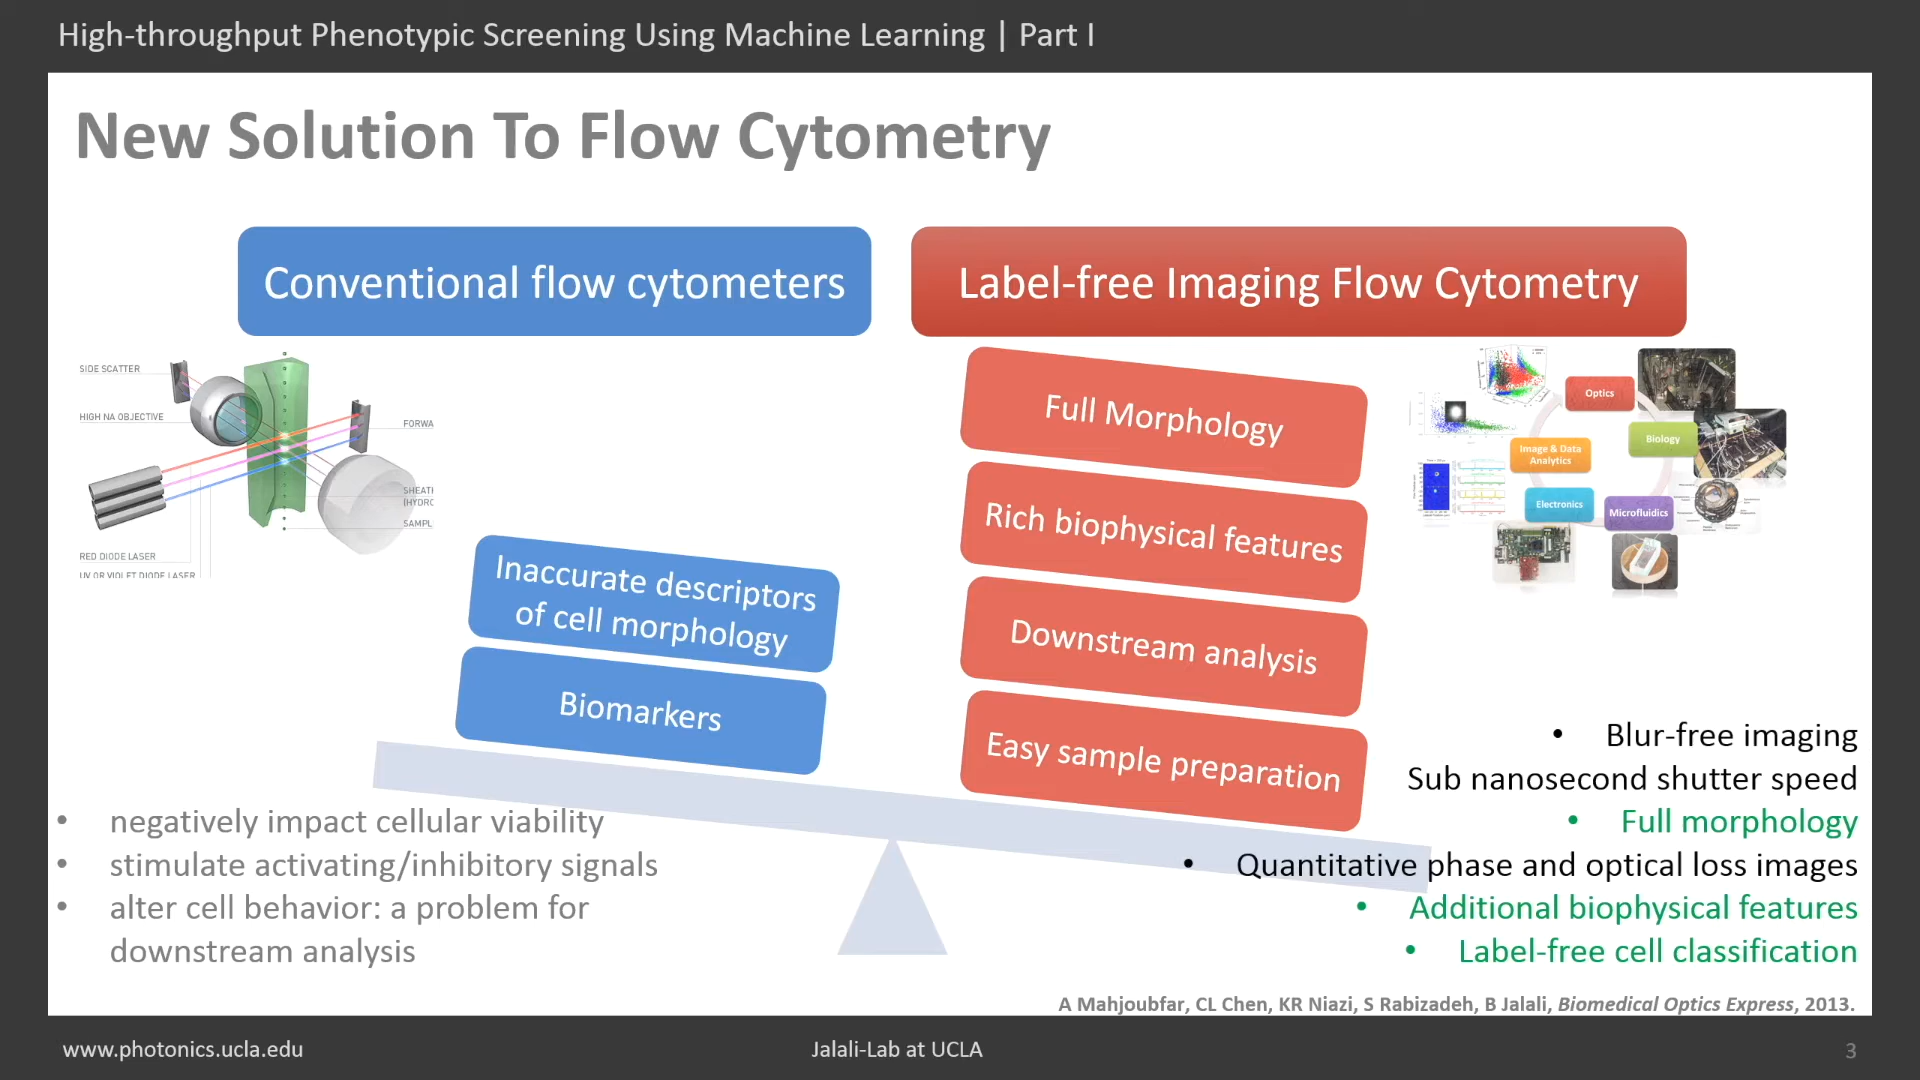 High-throughput Phenotypic Screening Using Machine Learning | Part I
New Solution To Flow Cytometry
Conventional flow cytometers
Label-free Imaging Flow Cytometry
SIDE SCATTER
HIGH NA OBJECTIVE
FORWA
SHEATH
(HYDRO
SAMPL
RED DIODE LASER
UV OR VIOLET DIODE LASER
Inaccurate descriptors
of cell morphology
Biomarkers
Full Morphology
Rich biophysical features
Downstream analysis
Easy sample preparation
Optics
Biology
Image & Data
Analytics
Electronics
Microfluidics
• negatively impact cellular viability
• stimulate activating/inhibitory signals
• alter cell behavior: a problem for
downstream analysis
• Blur-free imaging
Sub nanosecond shutter speed
• Full morphology
• Quantitative phase and optical loss images
• Additional biophysical features
• Label-free cell classification
A Mahjoubfar, CL Chen, KR Niazi, S Rabizadeh, B Jalali, Biomedical Optics Express, 2013.
www.photonics.ucla.edu
Jalali-Lab at UCLA
3